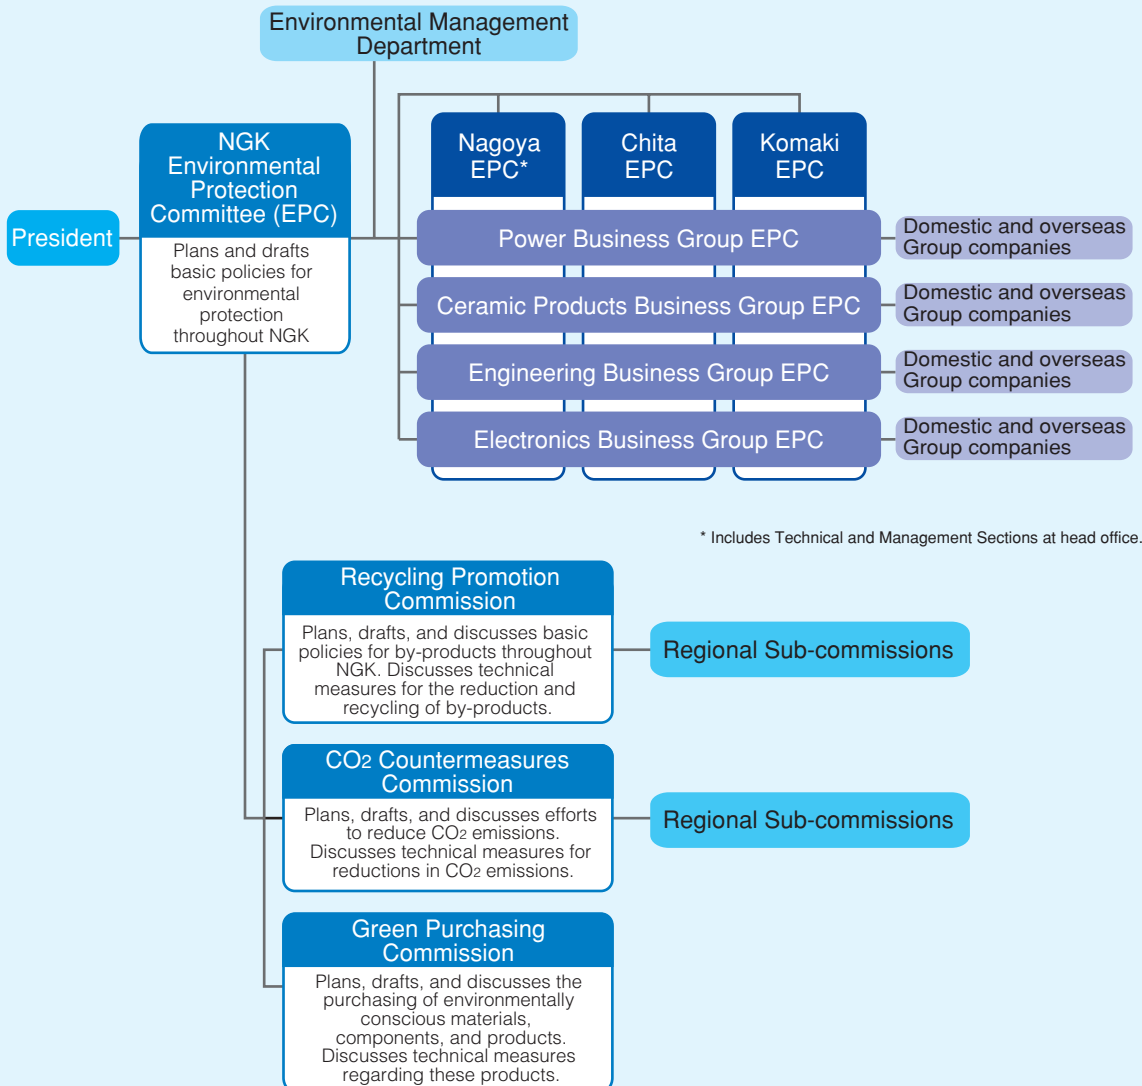 Environmental Management
Department
NGK
Environmental
Protection
Committee (EPC)
Plans and drafts
basic policies for
environmental
protection
throughout NGK
President
Nagoya
EPC*
Chita
EPC
Komaki
EPC
Power Business Group EPC
Domestic and overseas
Group companies
Ceramic Products Business Group EPC
Domestic and overseas
Group companies
Engineering Business Group EPC
Domestic and overseas
Group companies
Electronics Business Group EPC
Domestic and overseas
Group companies
* Includes Technical and Management Sections at head office.
Recycling Promotion
Commission
Plans, drafts, and discusses basic
policies for by-products throughout
NGK. Discusses technical
measures for the reduction and
recycling of by-products.
Regional Sub-commissions
CO2 Countermeasures
Commission
Plans, drafts, and discusses efforts
to reduce CO2 emissions.
Discusses technical measures for
reductions in CO2 emissions.
Regional Sub-commissions
Green Purchasing
Commission
Plans, drafts, and discusses the
purchasing of environmentally
conscious materials,
components, and products.
Discusses technical measures
regarding these products.